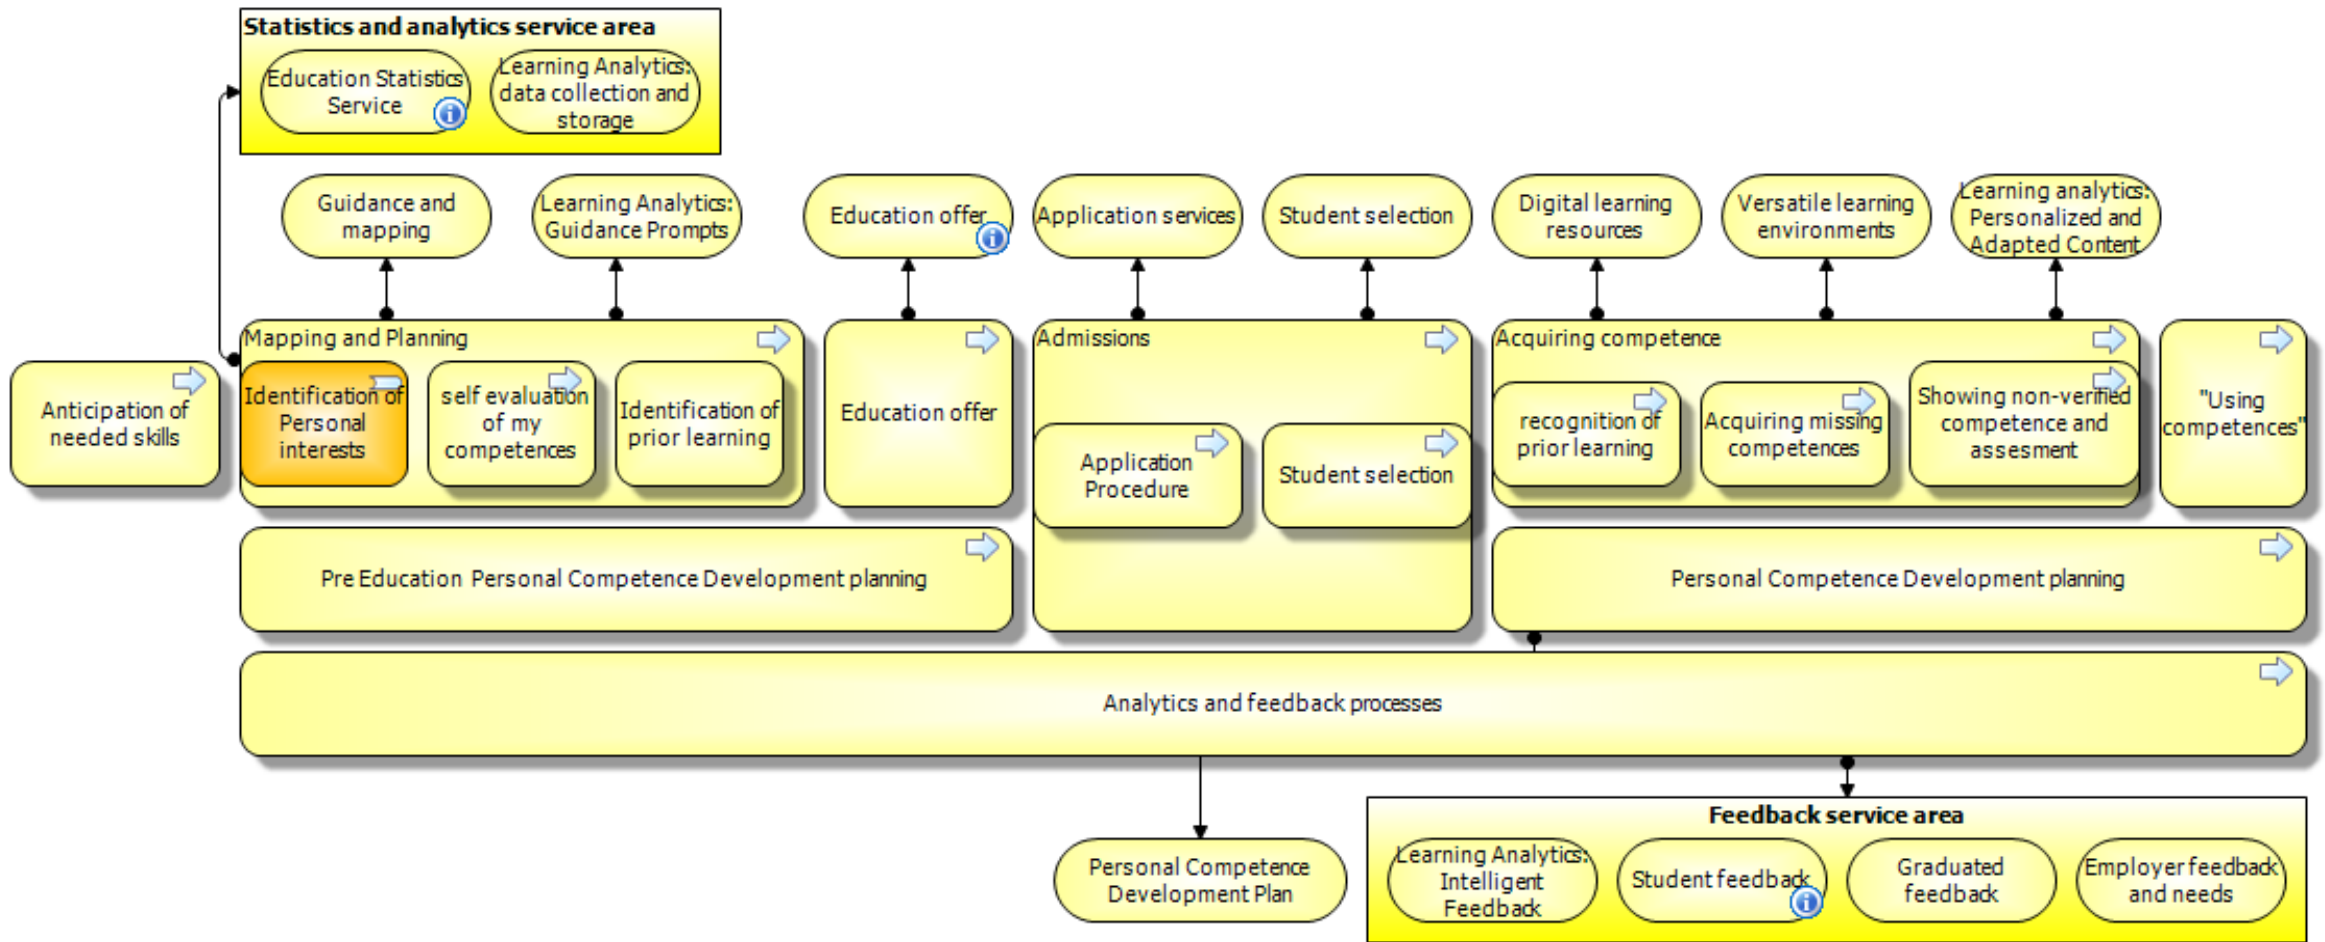 Statistics and analytics service area
Education Statistics
Service
Learning Analytics:
data collection and
storage
Guidance and
mapping
Learning Analytics:
Guidance Prompts
Education offer
Application services
Student selection
Digital learning
resources
Versatile learning
environments
Learning analytics:
Personalized and
Adapted Content
Anticipation of
needed skills
Mapping and Planning
Identification of
Personal
interests
self evaluation
of my
competences
Identification of
prior learning
Education offer
Admissions
Application
Procedure
Student selection
Acquiring competence
recognition of
prior learning
Acquiring missing
competences
Showing non-verified
competence and
assesment
"Using
competences"
Pre Education Personal Competence Development planning
Personal Competence Development planning
Analytics and feedback processes
Personal Competence
Development Plan
Feedback service area
Learning Analytics:
Intelligent
Feedback
Student feedback
Graduated
feedback
Employer feedback
and needs